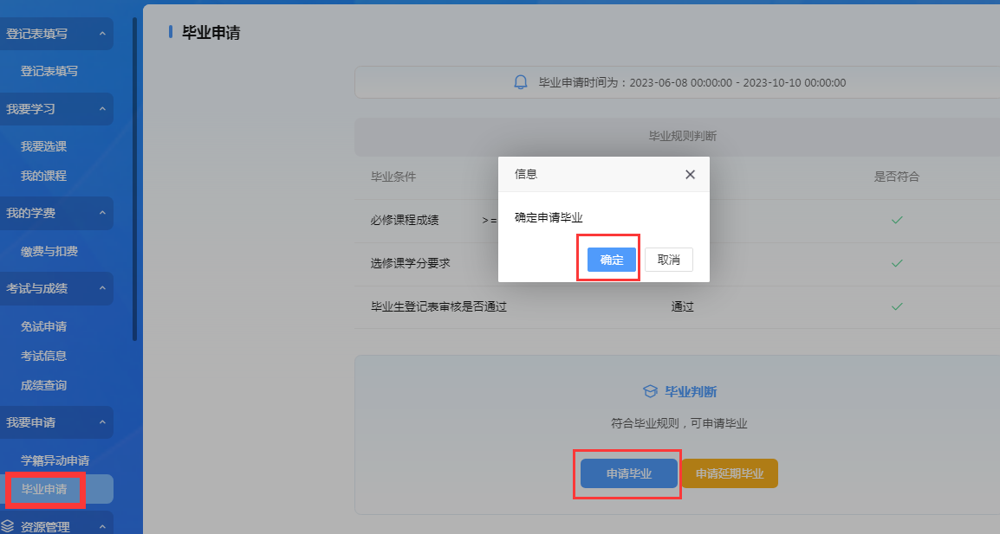 登记表填写
登记表填写
我要学习
我要选课
我的课程
我的学费
缴费与扣费
考试与成绩
免试申请
考试信息
成绩查询
我要申请
学籍异动申请
毕业申请
资源管理
毕业申请
毕业申请时间为：2023-06-08 00:00:00 - 2023-10-10 00:00:00
毕业规则判断
毕业条件 是否符合
必修课程成绩 >=
选修课学分要求
毕业生登记表审核是否通过 通过
信息
确定申请毕业
确定 取消
毕业判断
符合毕业规则，可申请毕业
申请毕业 申请延期毕业